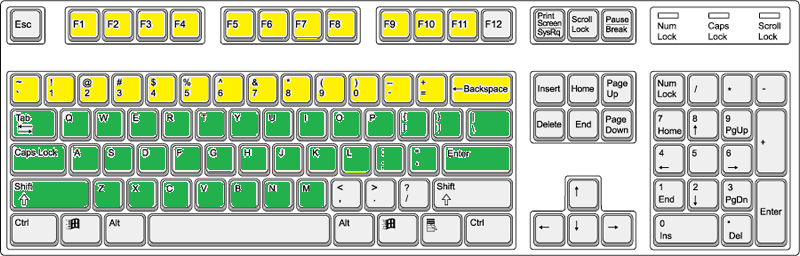 Esc F1 F2 F3 F4 F5 F6 F7 F8 F9 F10 F11 F12 Print Screen SysRq Scroll Lock Pause Break Num Lock Caps Lock Scroll Lock
~ ` ! 1 @ 2 # 3 $ 4 % 5 ^ 6 & 7 * 8 ( 9 ) 0 _ - + = ←Backspace Insert Home Page Up Num Lock / * -
Tab Q W E R T Y U I O P { [ } ] | \ Delete End Page Down 7 Home 8 ↑ 9 PgUp +
Caps Lock A S D F G H J K L : ; " ' Enter 4 ← 5 6 →
Shift Z X C V B N M < , > . ? / Shift ↑ 1 End 2 ↓ 3 PgDn Enter
Ctrl Alt Alt Ctrl ← ↓ → 0 Ins * Del